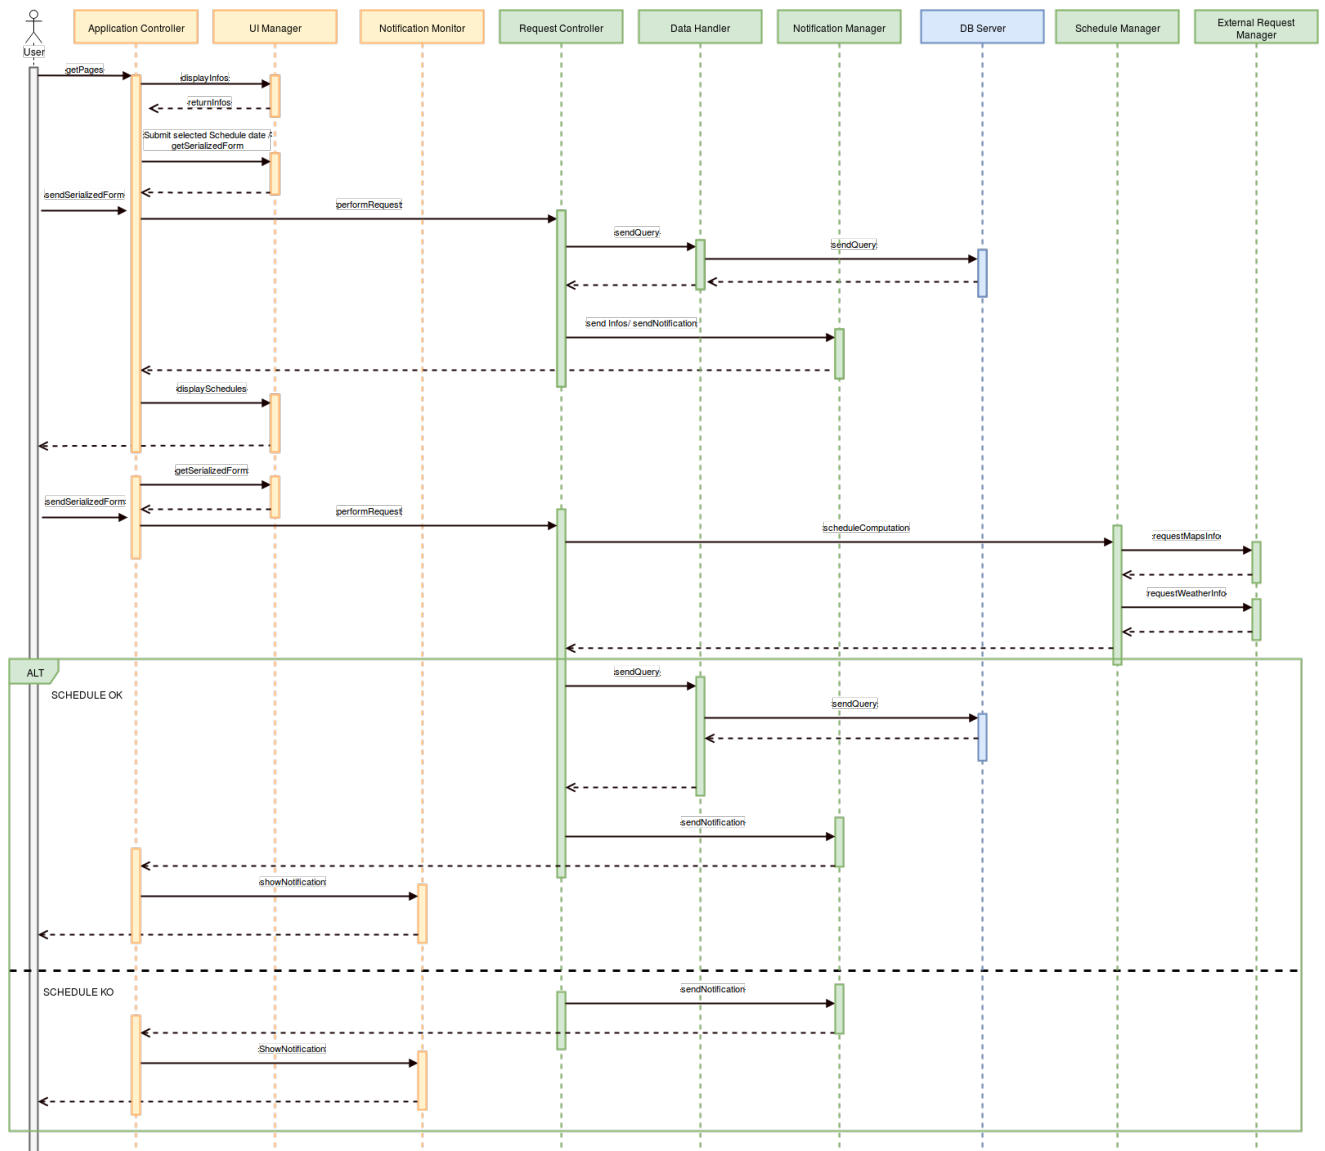 User
Application Controller
UI Manager
Notification Monitor
Request Controller
Data Handler
Notification Manager
DB Server
Schedule Manager
External Request
Manager
getPages
displayInfos
returnInfos
Submit selected Schedule date /
getSerializedForm
sendSerializedForm
performRequest
sendQuery
sendQuery
send Infos/ sendNotification
displaySchedules
getSerializedForm
sendSerializedForm
performRequest
scheduleComputation
requestMapsInfo
requestWeatherInfo
ALT
SCHEDULE OK
sendQuery
sendQuery
sendNotification
showNotification
SCHEDULE KO
sendNotification
ShowNotification